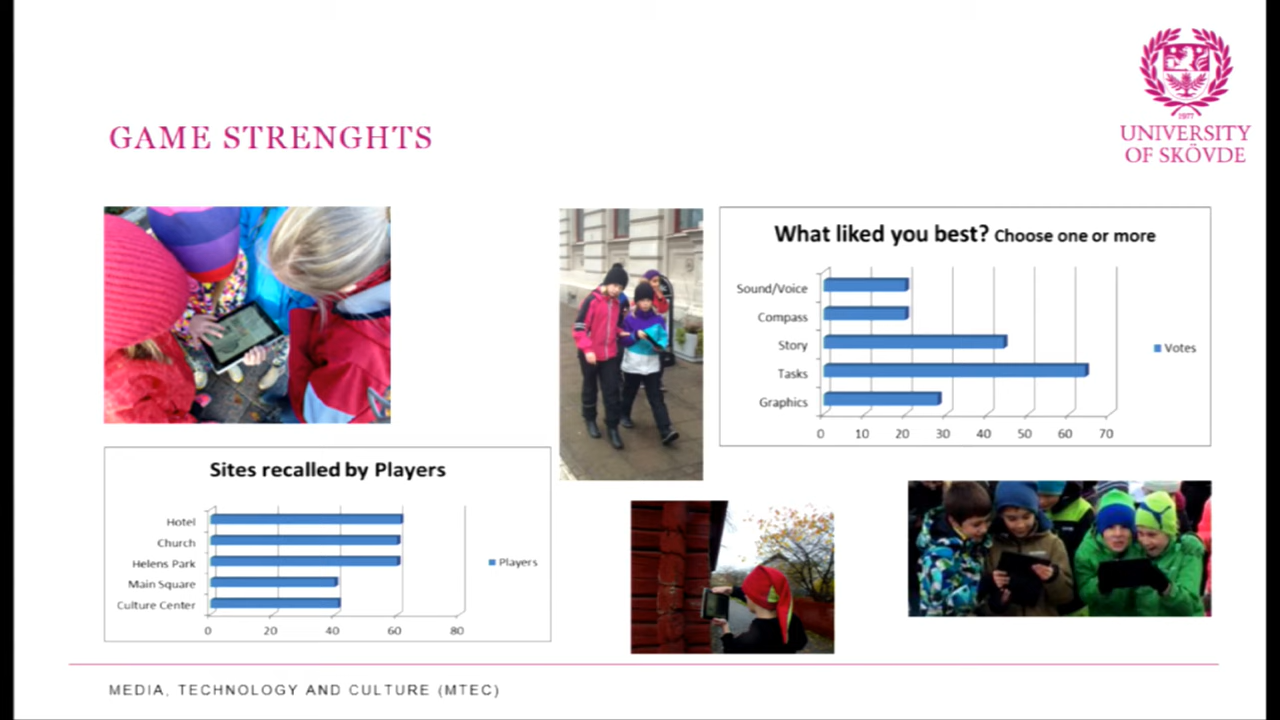 1977
UNIVERSITY
OF SKÖVDE
GAME STRENGHTS
What liked you best? Choose one or more
Sound/Voice
Compass
Story
Tasks
Graphics
0 10 20 30 40 50 60 70
Votes
Sites recalled by Players
Hotel
Church
Helens Park
Main Square
Culture Center
0 20 40 60 80
Players
MEDIA, TECHNOLOGY AND CULTURE (MTEC)